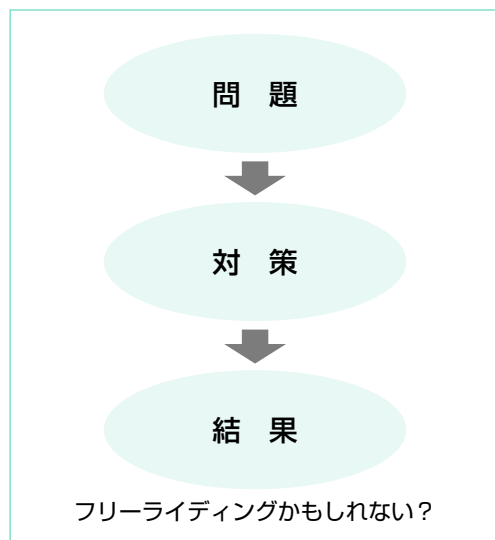 問　題
対　策
結　果
フリーライディングかもしれない？